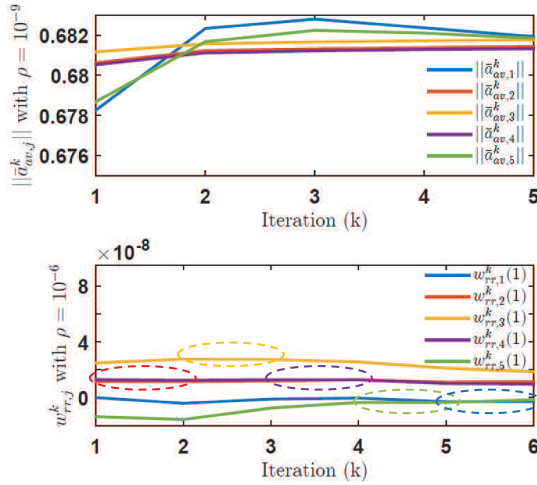 ||ā^k_{av,j}|| with ρ = 10^{-9}
0.682
0.68
0.678
0.676
||ā^k_{av,1}||
||ā^k_{av,2}||
||ā^k_{av,3}||
||ā^k_{av,4}||
||ā^k_{av,5}||
1 2 3 4 5
Iteration (k)
×10^{-8}
w^k_{rr,j} with ρ = 10^{-6}
8
4
0
w^k_{rr,1}(1)
w^k_{rr,2}(1)
w^k_{rr,3}(1)
w^k_{rr,4}(1)
w^k_{rr,5}(1)
1 2 3 4 5 6
Iteration (k)